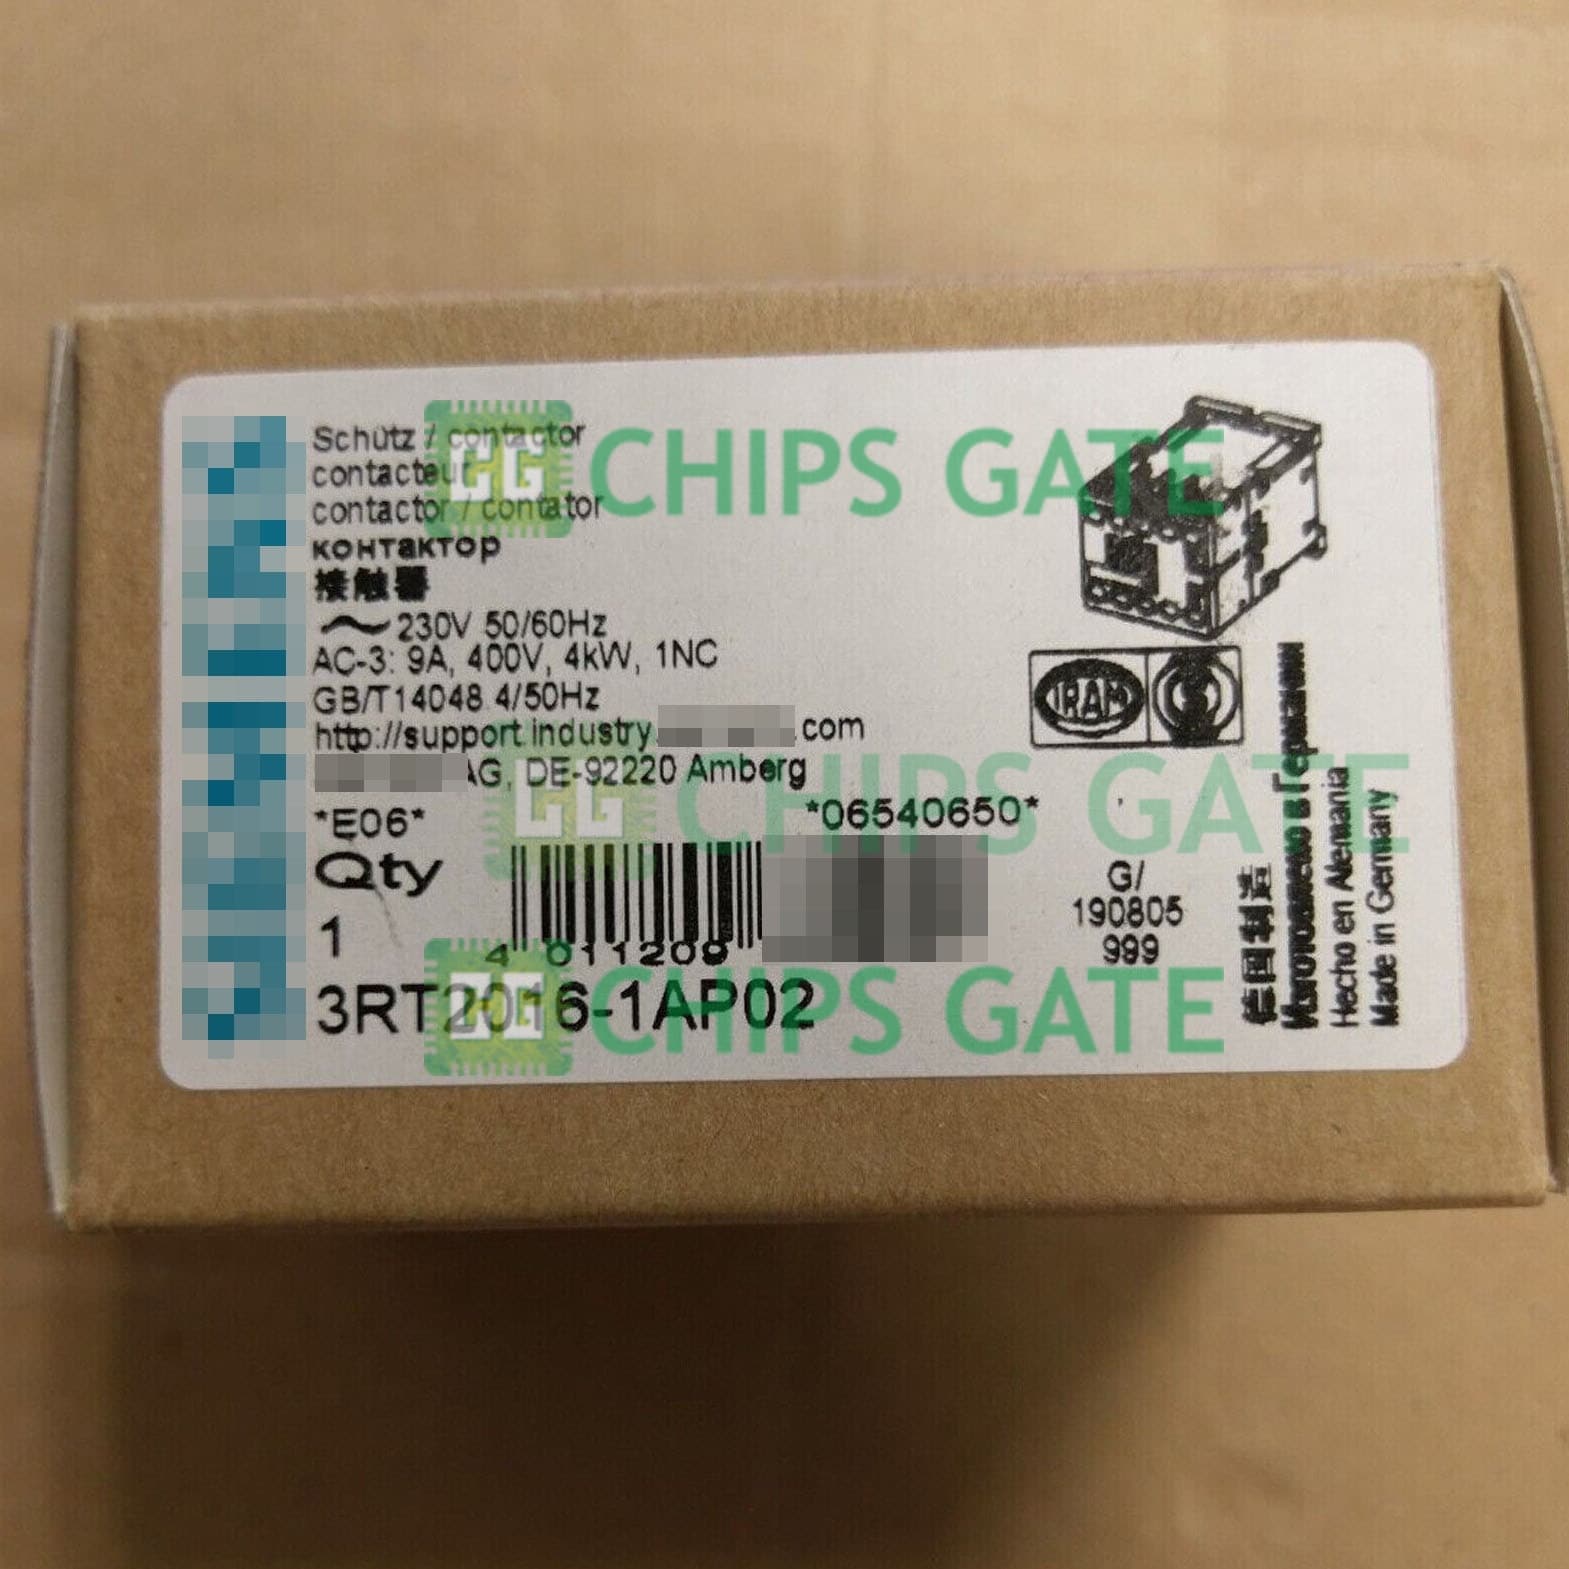 Schütz / contactor
contacteur
contactor / contator
контактор
接触器
~ 230V 50/60Hz
AC-3: 9A, 400V, 4kW, 1NC
GB/T14048.4/50Hz
http://support.industry. .com
AG, DE-92220 Amberg
*E06* *06540650*
Qty
1
4 011209
3RT2016-1AP02
G/
190805
999
IRAM
S
德国制造
Изготовлено в Германии
Hecho en Alemania
Made in Germany
CG CHIPS GATE
CG CHIPS GATE
CG CHIPS GATE